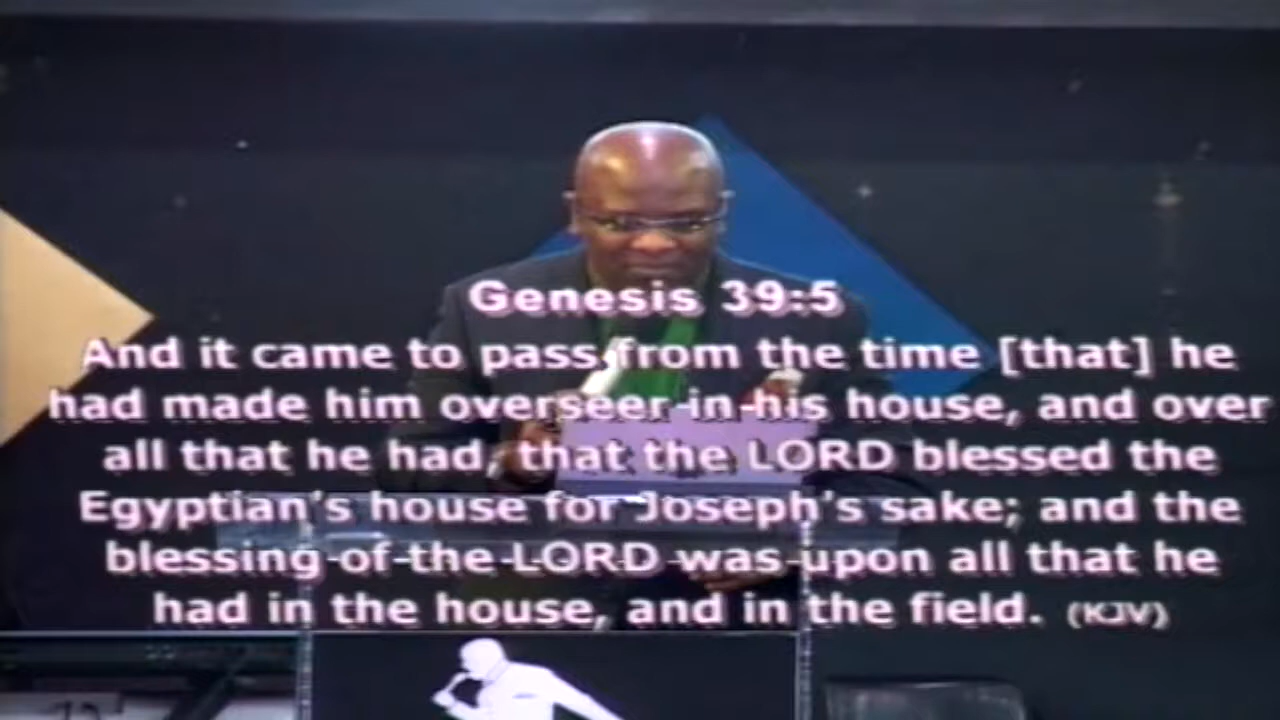 Genesis 39:5
And it came to pass from the time [that] he
had made him overseer in his house, and over
all that he had, that the LORD blessed the
Egyptian's house for Joseph's sake; and the
blessing of the LORD was upon all that he
had in the house, and in the field. (KJV)